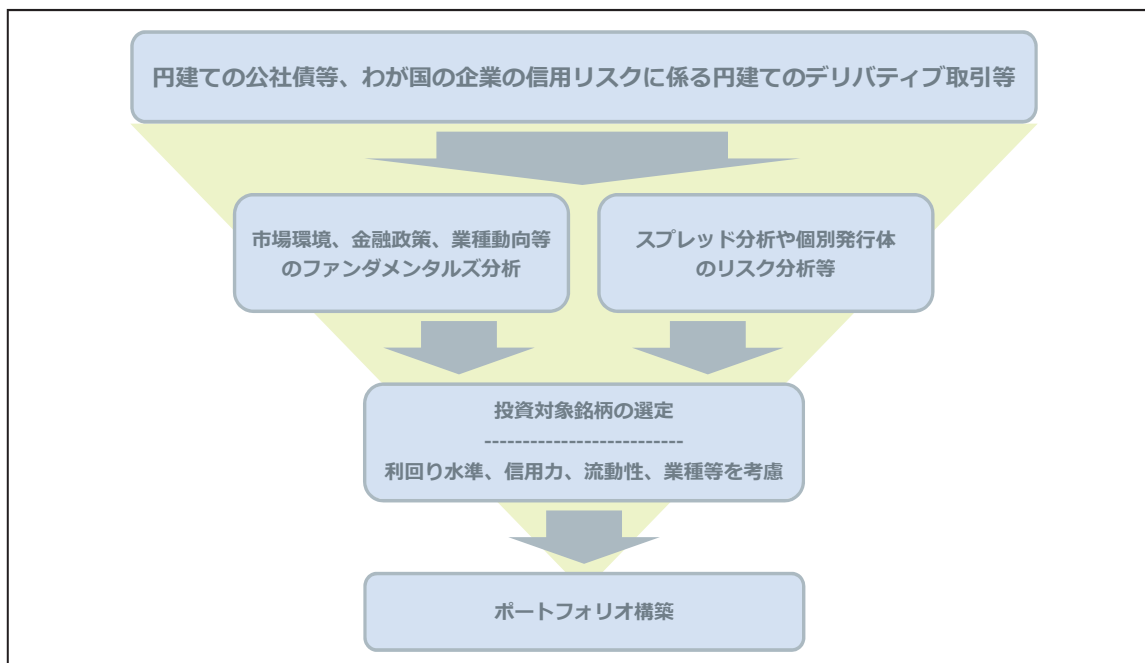 円建ての公社債等、わが国の企業の信用リスクに係る円建てのデリバティブ取引等
市場環境、金融政策、業種動向等
のファンダメンタルズ分析
スプレッド分析や個別発行体
のリスク分析等
投資対象銘柄の選定
--------------------------
利回り水準、信用力、流動性、業種等を考慮
ポートフォリオ構築